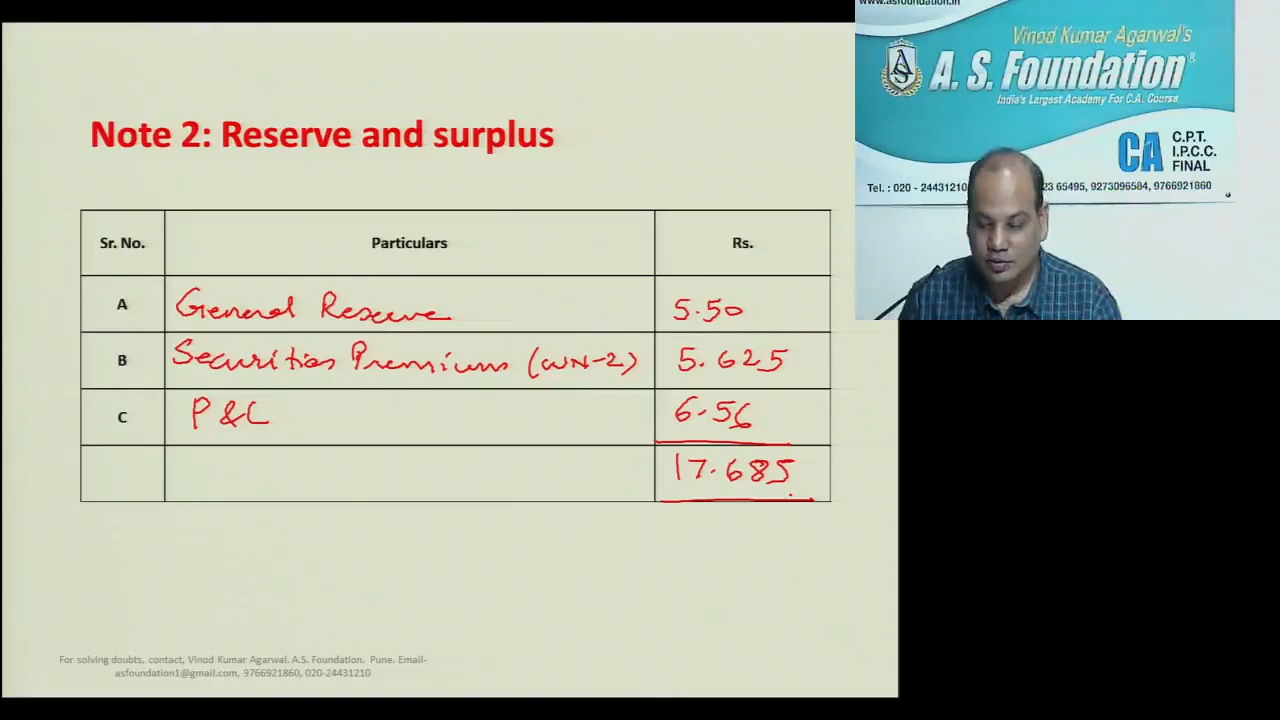 www.asfoundation.in
Vinod Kumar Agarwal's
A. S. Foundation®
India's Largest Academy For C.A. Course
CA
C.P.T.
I.P.C.C.
FINAL
Tel. : 020 - 24431210 23 65495, 9273096584, 9766921860
Note 2: Reserve and surplus
Sr. No. Particulars Rs.
A General Reserve 5.50
B Securities Premium (WN-2) 5.625
C P&L 6.56
17.685
For solving doubts, contact, Vinod Kumar Agarwal. A.S. Foundation. Pune. Email-
asfoundation1@gmail.com, 9766921860, 020-24431210